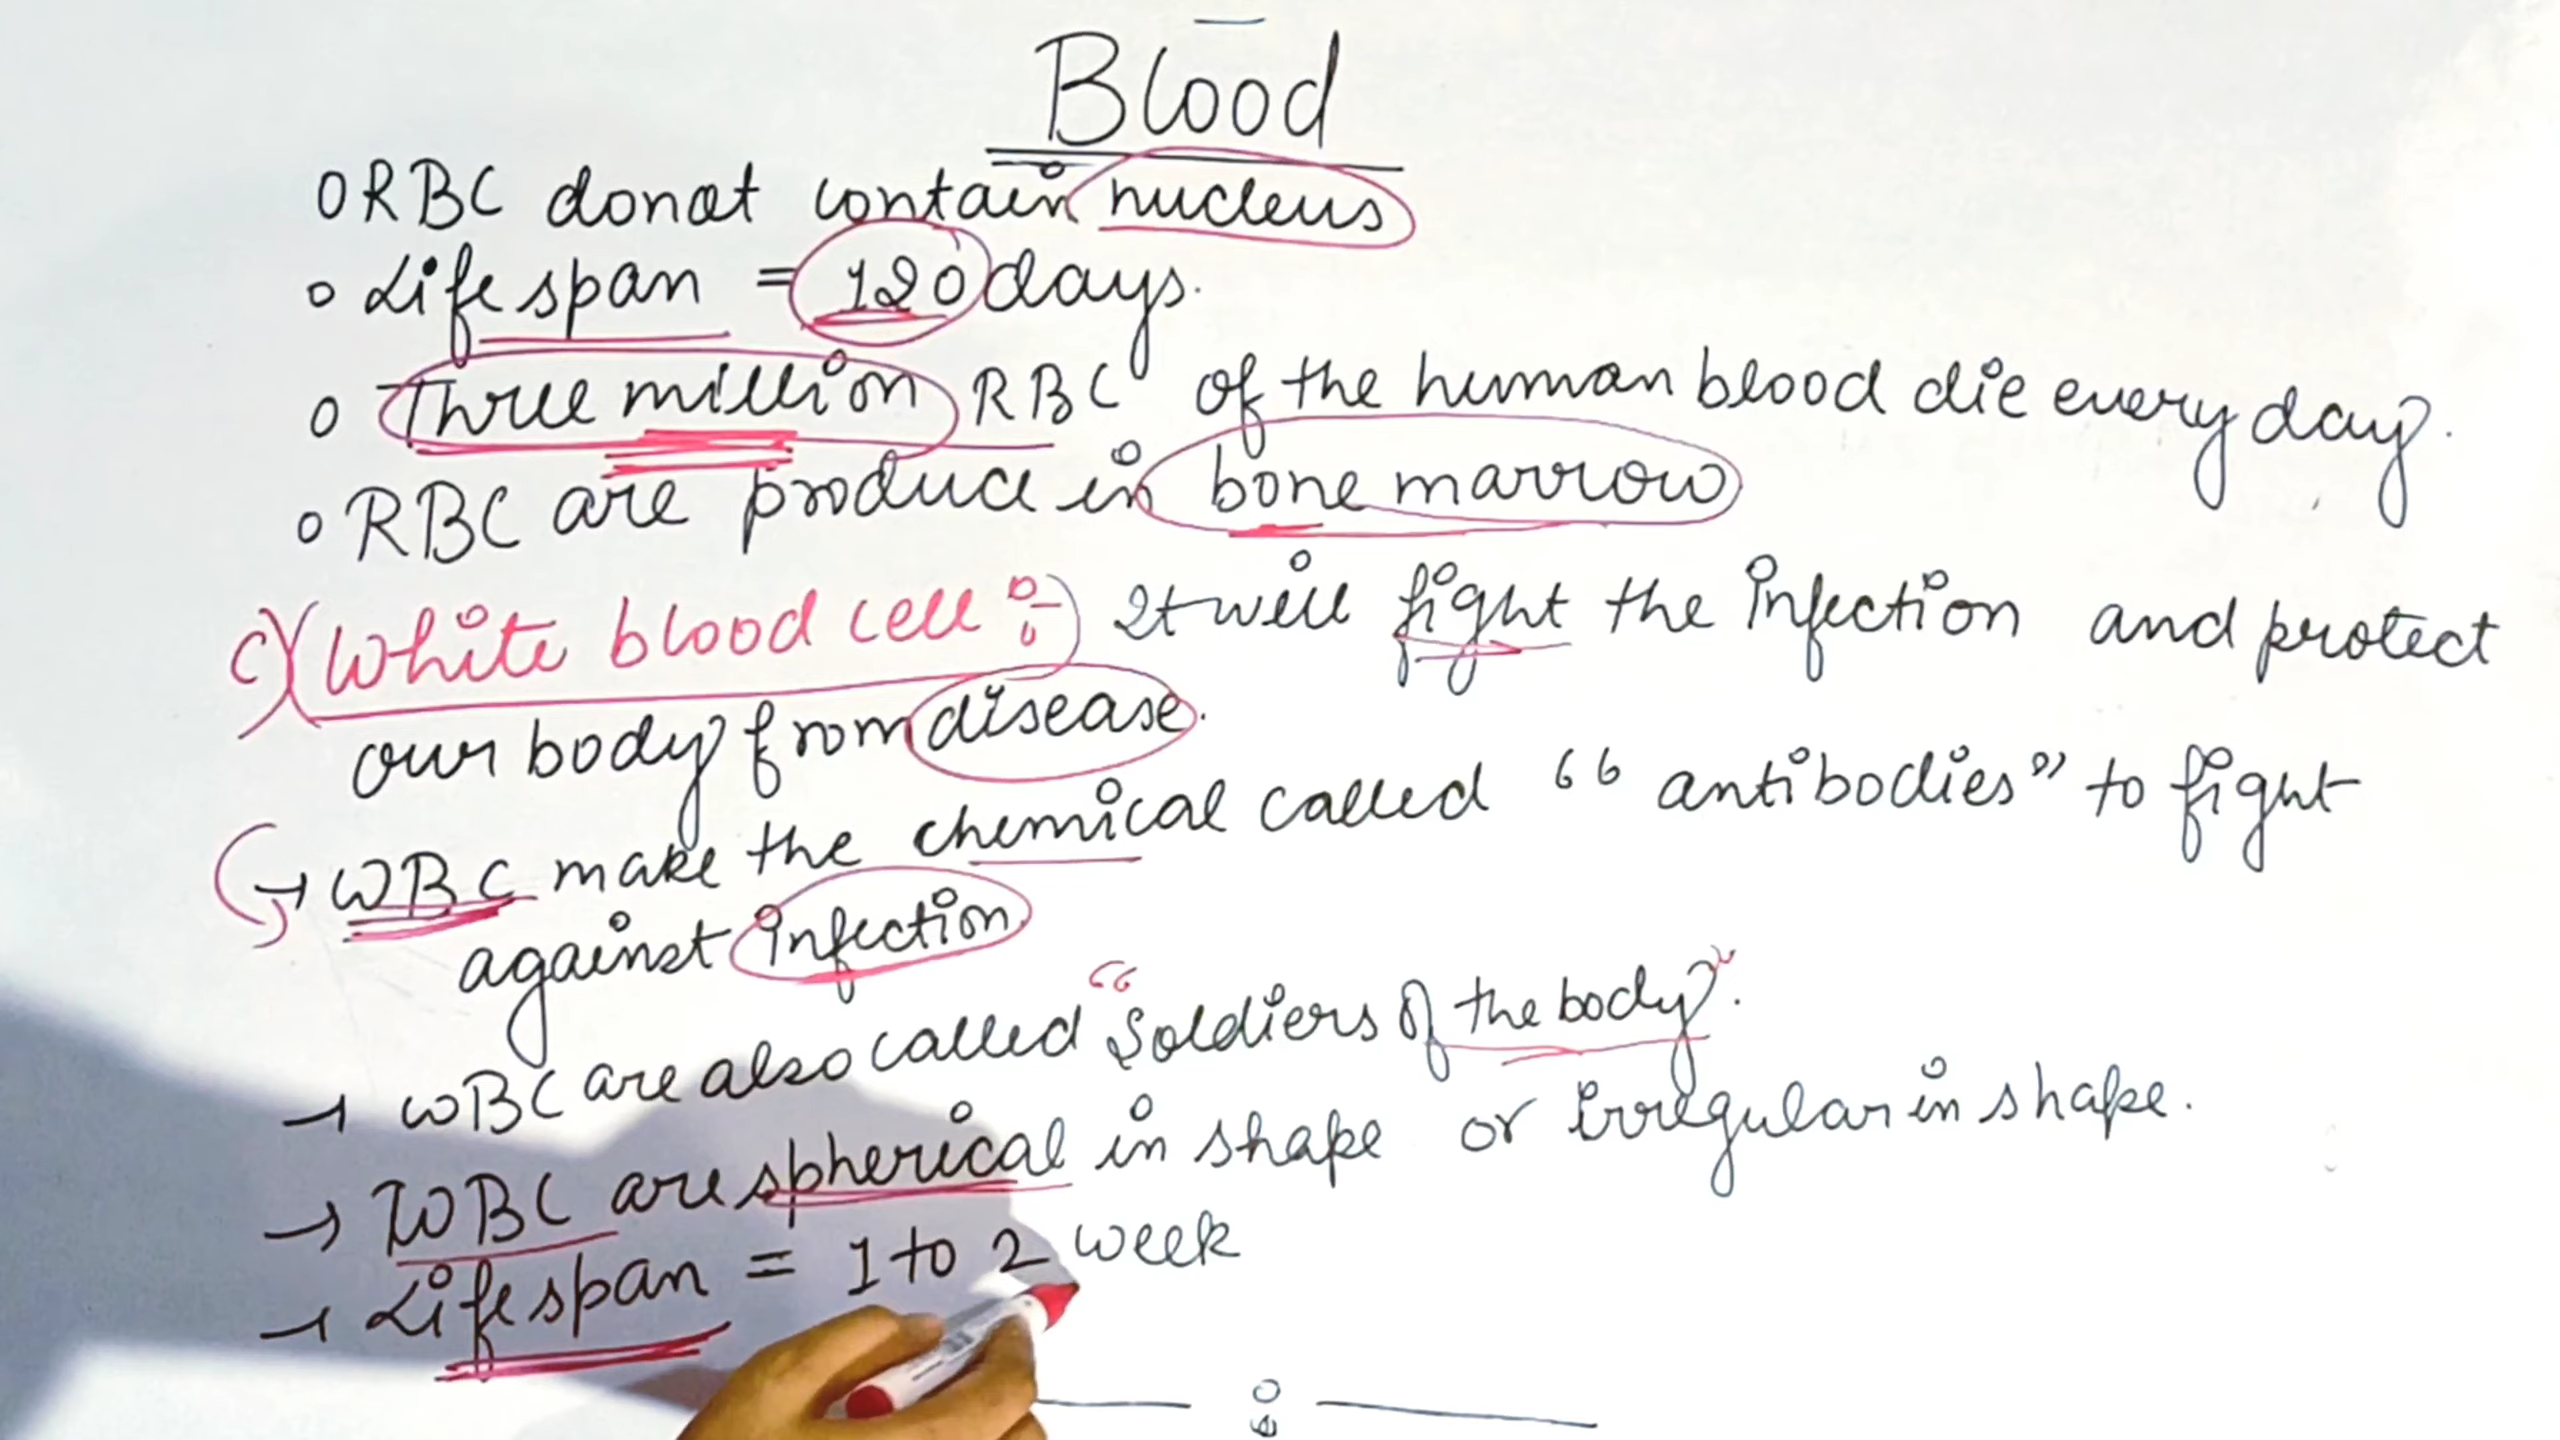 Blood
o RBC donot contain nucleus
o Lifespan = 120 days.
o Three million RBC of the human blood die every day.
o RBC are produce in bone marrow
c) White blood cell :- It will fight the infection and protect
our body from disease.
→ WBC make the chemical called "antibodies" to fight
against infection
→ WBC are also called "Soldiers of the body".
→ WBC are spherical in shape or irregular in shape.
→ Lifespan = 1 to 2 week